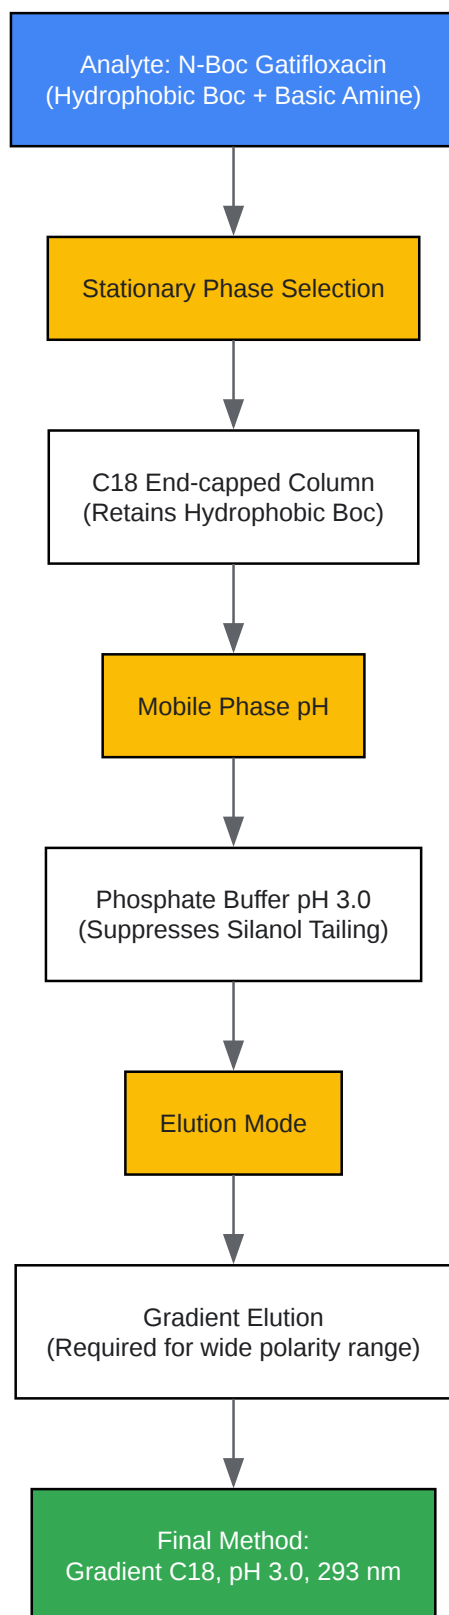 Analyte: N-Boc Gatifloxacin
(Hydrophobic Boc + Basic Amine)
Stationary Phase Selection
C18 End-capped Column
(Retains Hydrophobic Boc)
Mobile Phase pH
Phosphate Buffer pH 3.0
(Suppresses Silanol Tailing)
Elution Mode
Gradient Elution
(Required for wide polarity range)
Final Method:
Gradient C18, pH 3.0, 293 nm